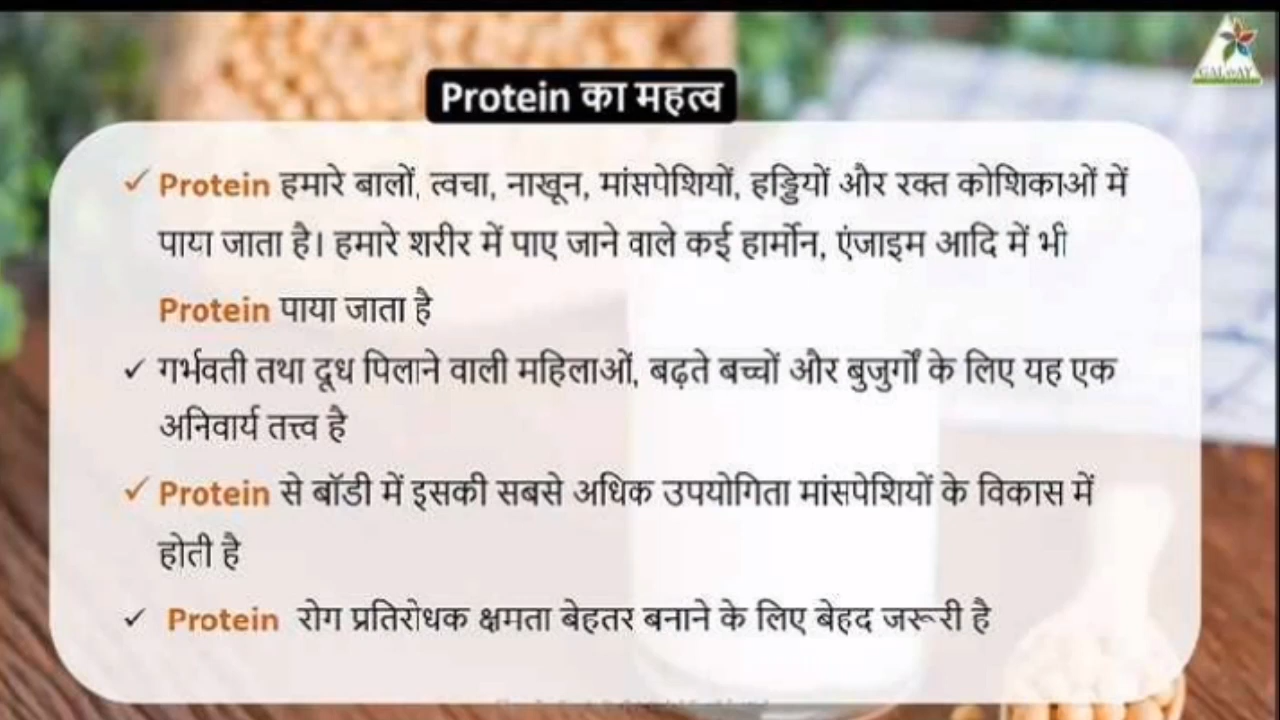 GALWAY
Protein का महत्व
✓ Protein हमारे बालों, त्वचा, नाखून, मांसपेशियों, हड्डियों और रक्त कोशिकाओं में
पाया जाता है। हमारे शरीर में पाए जाने वाले कई हार्मोन, एंजाइम आदि में भी
Protein पाया जाता है
✓ गर्भवती तथा दूध पिलाने वाली महिलाओं, बढ़ते बच्चों और बुजुर्गों के लिए यह एक
अनिवार्य तत्त्व है
✓ Protein से बॉडी में इसकी सबसे अधिक उपयोगिता मांसपेशियों के विकास में
होती है
✓ Protein रोग प्रतिरोधक क्षमता बेहतर बनाने के लिए बेहद जरूरी है